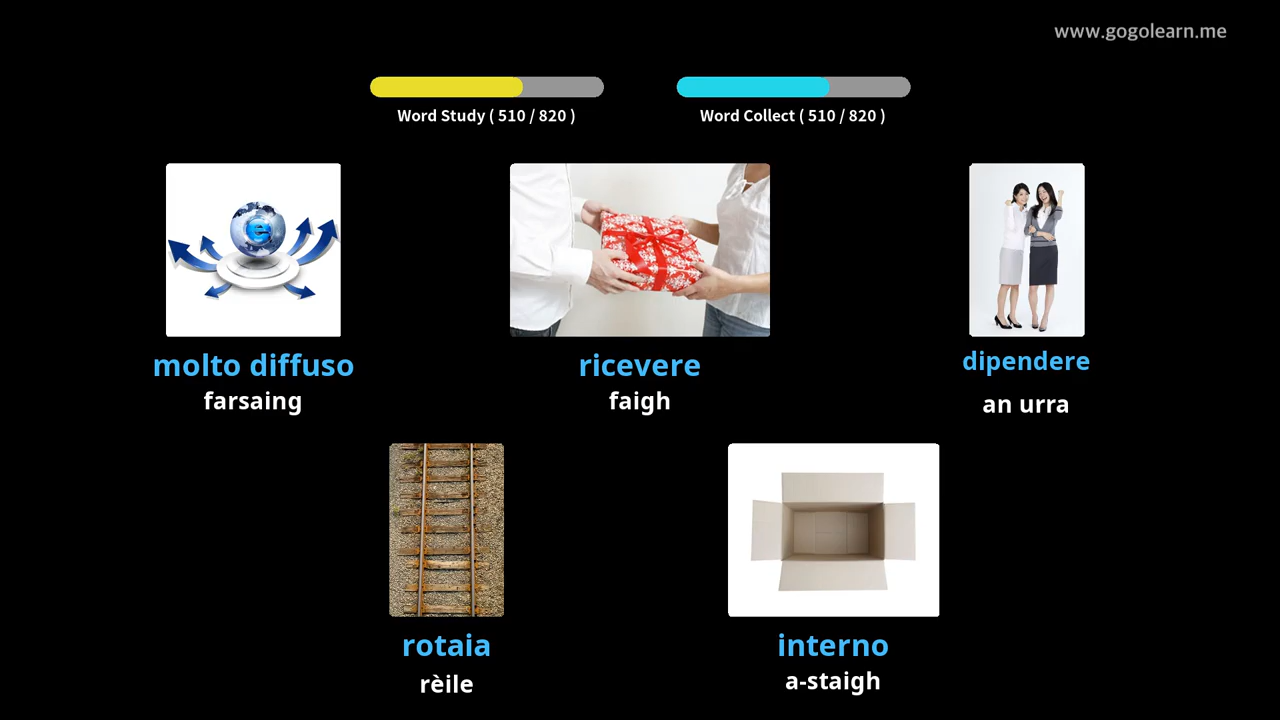 www.gogolearn.me
Word Study ( 510 / 820 )
Word Collect ( 510 / 820 )
molto diffuso
farsaing
ricevere
faigh
dipendere
an urra
rotaia
rèile
interno
a-staigh